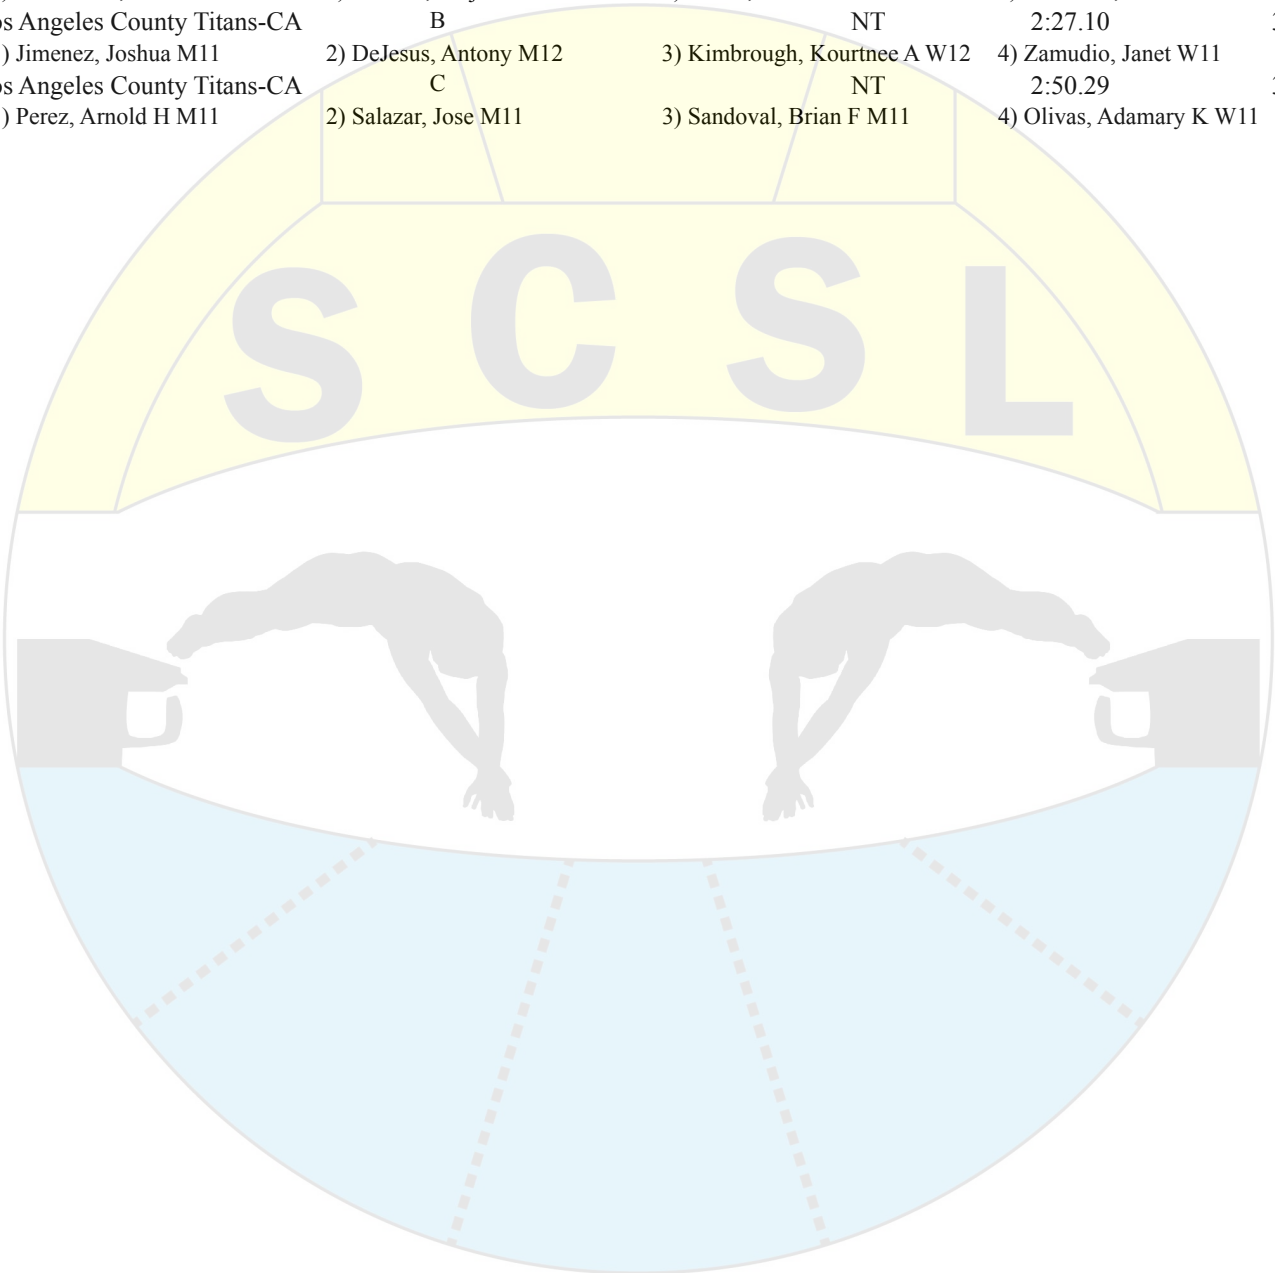 os Angeles County Titans-CA B NT 2:27.10 3
) Jimenez, Joshua M11 2) DeJesus, Antony M12 3) Kimbrough, Kourtnee A W12 4) Zamudio, Janet W11
os Angeles County Titans-CA C NT 2:50.29 3
) Perez, Arnold H M11 2) Salazar, Jose M11 3) Sandoval, Brian F M11 4) Olivas, Adamary K W11
S C S L